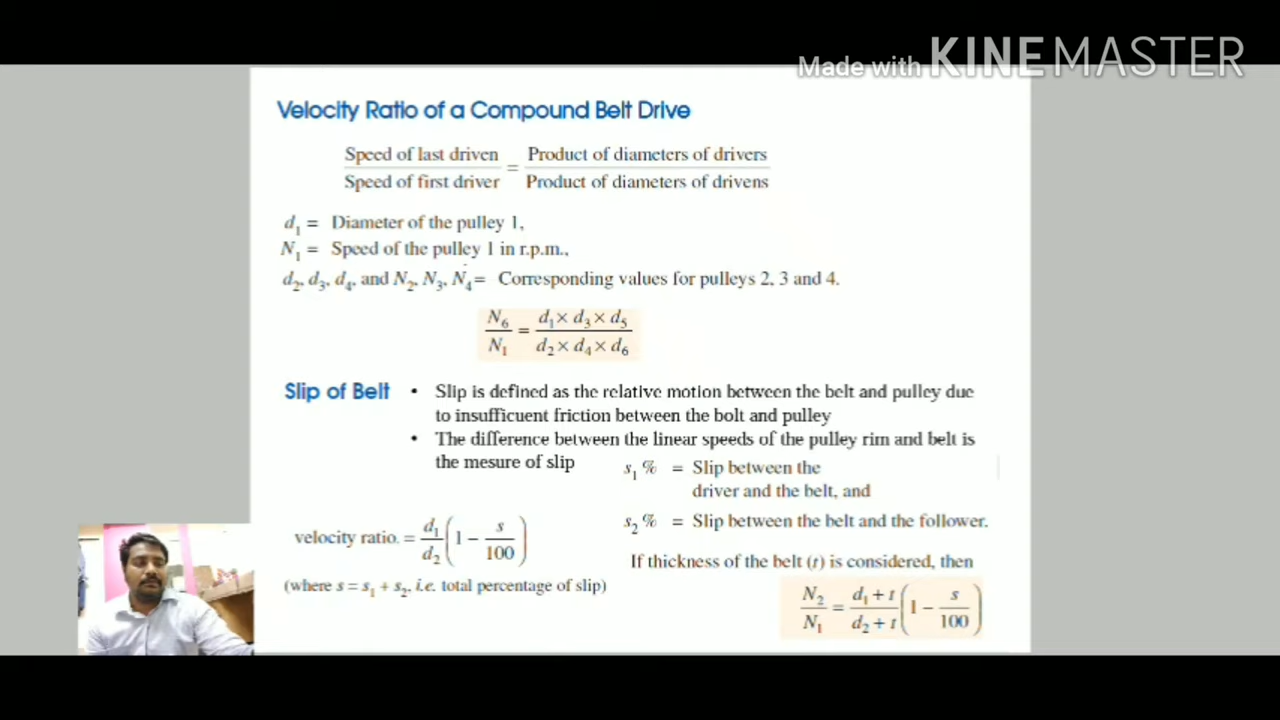 Made with KINEMASTER
Velocity Ratio of a Compound Belt Drive
Speed of last driven / Speed of first driver = Product of diameters of drivers / Product of diameters of drivens
d₁ = Diameter of the pulley 1,
N₁ = Speed of the pulley 1 in r.p.m.,
d₂, d₃, d₄, and N₂, N₃, N₄ = Corresponding values for pulleys 2, 3 and 4.
N₆ / N₁ = d₁ × d₃ × d₅ / d₂ × d₄ × d₆
Slip of Belt
• Slip is defined as the relative motion between the belt and pulley due
to insufficuent friction between the bolt and pulley
• The difference between the linear speeds of the pulley rim and belt is
the mesure of slip
s₁ % = Slip between the
driver and the belt, and
s₂ % = Slip between the belt and the follower.
velocity ratio. = d₁ / d₂ (1 − s / 100)
(where s = s₁ + s₂, i.e. total percentage of slip)
If thickness of the belt (t) is considered, then
N₂ / N₁ = d₁ + t / d₂ + t (1 − s / 100)